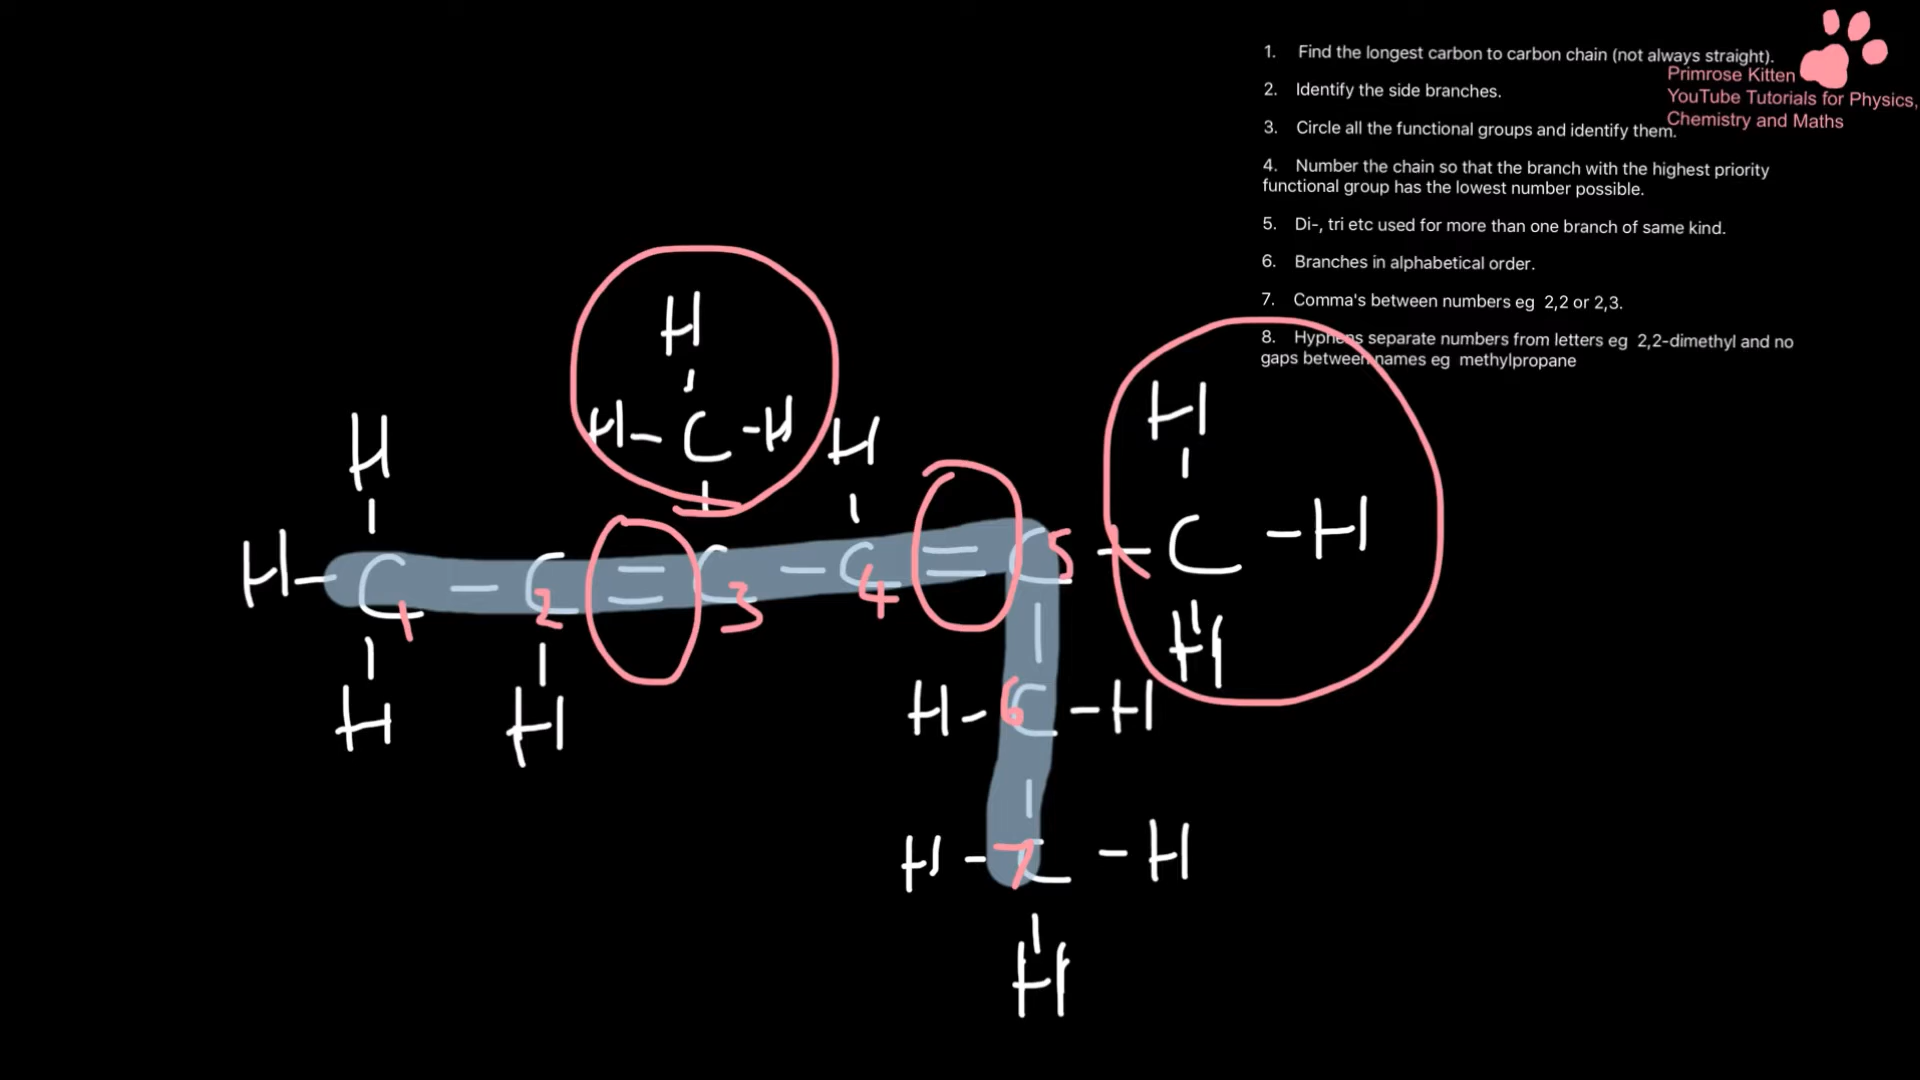 1. Find the longest carbon to carbon chain (not always straight).
Primrose Kitten
2. Identify the side branches.
YouTube Tutorials for Physics,
Chemistry and Maths
3. Circle all the functional groups and identify them.
4. Number the chain so that the branch with the highest priority
functional group has the lowest number possible.
5. Di-, tri etc used for more than one branch of same kind.
6. Branches in alphabetical order.
7. Comma's between numbers eg 2,2 or 2,3.
8. Hyphens separate numbers from letters eg 2,2-dimethyl and no
gaps between names eg methylpropane
H
H
H - C - H
H
H
H - C - C = C - C = C - C - H
1 2 3 4 5
H H H
H - C - H
6
H - C - H
7
H